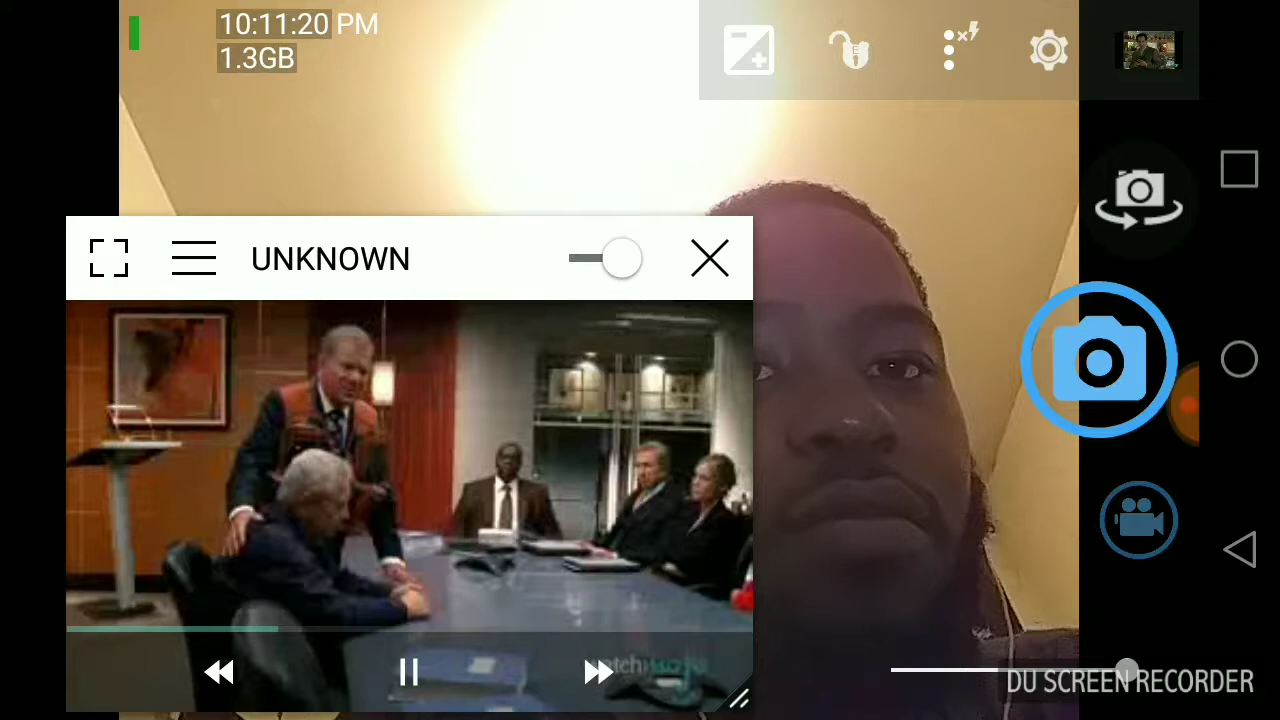 10:11:20 PM
1.3GB
E
UNKNOWN
DU SCREEN RECORDER